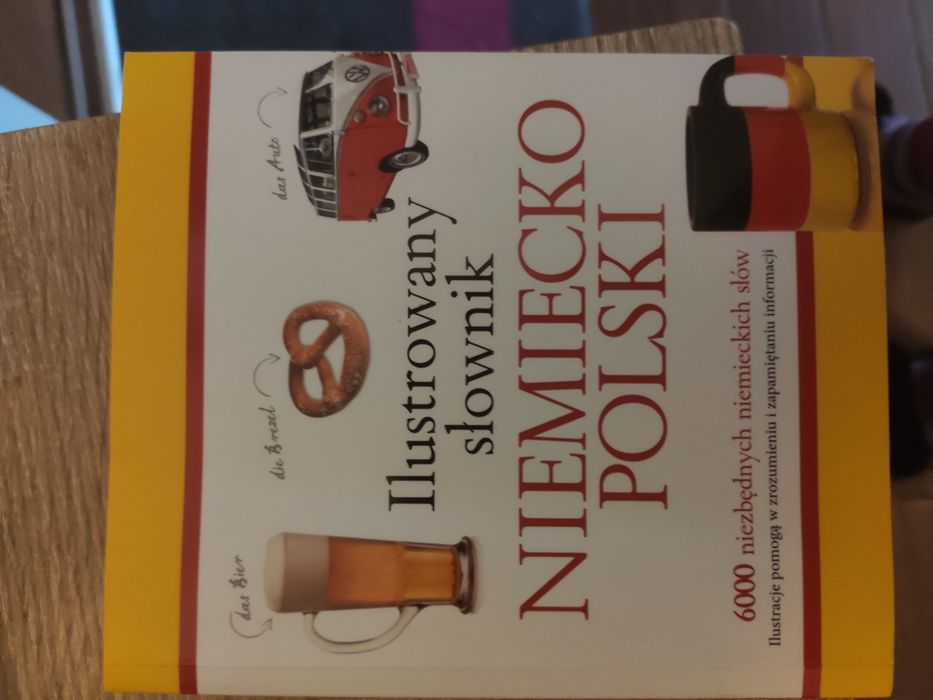 das Bier
die Brezel
das Auto
Ilustrowany
słownik
NIEMIECKO
POLSKI
6000 niezbędnych niemieckich słów
Ilustracje pomogą w zrozumieniu i zapamiętaniu informacji